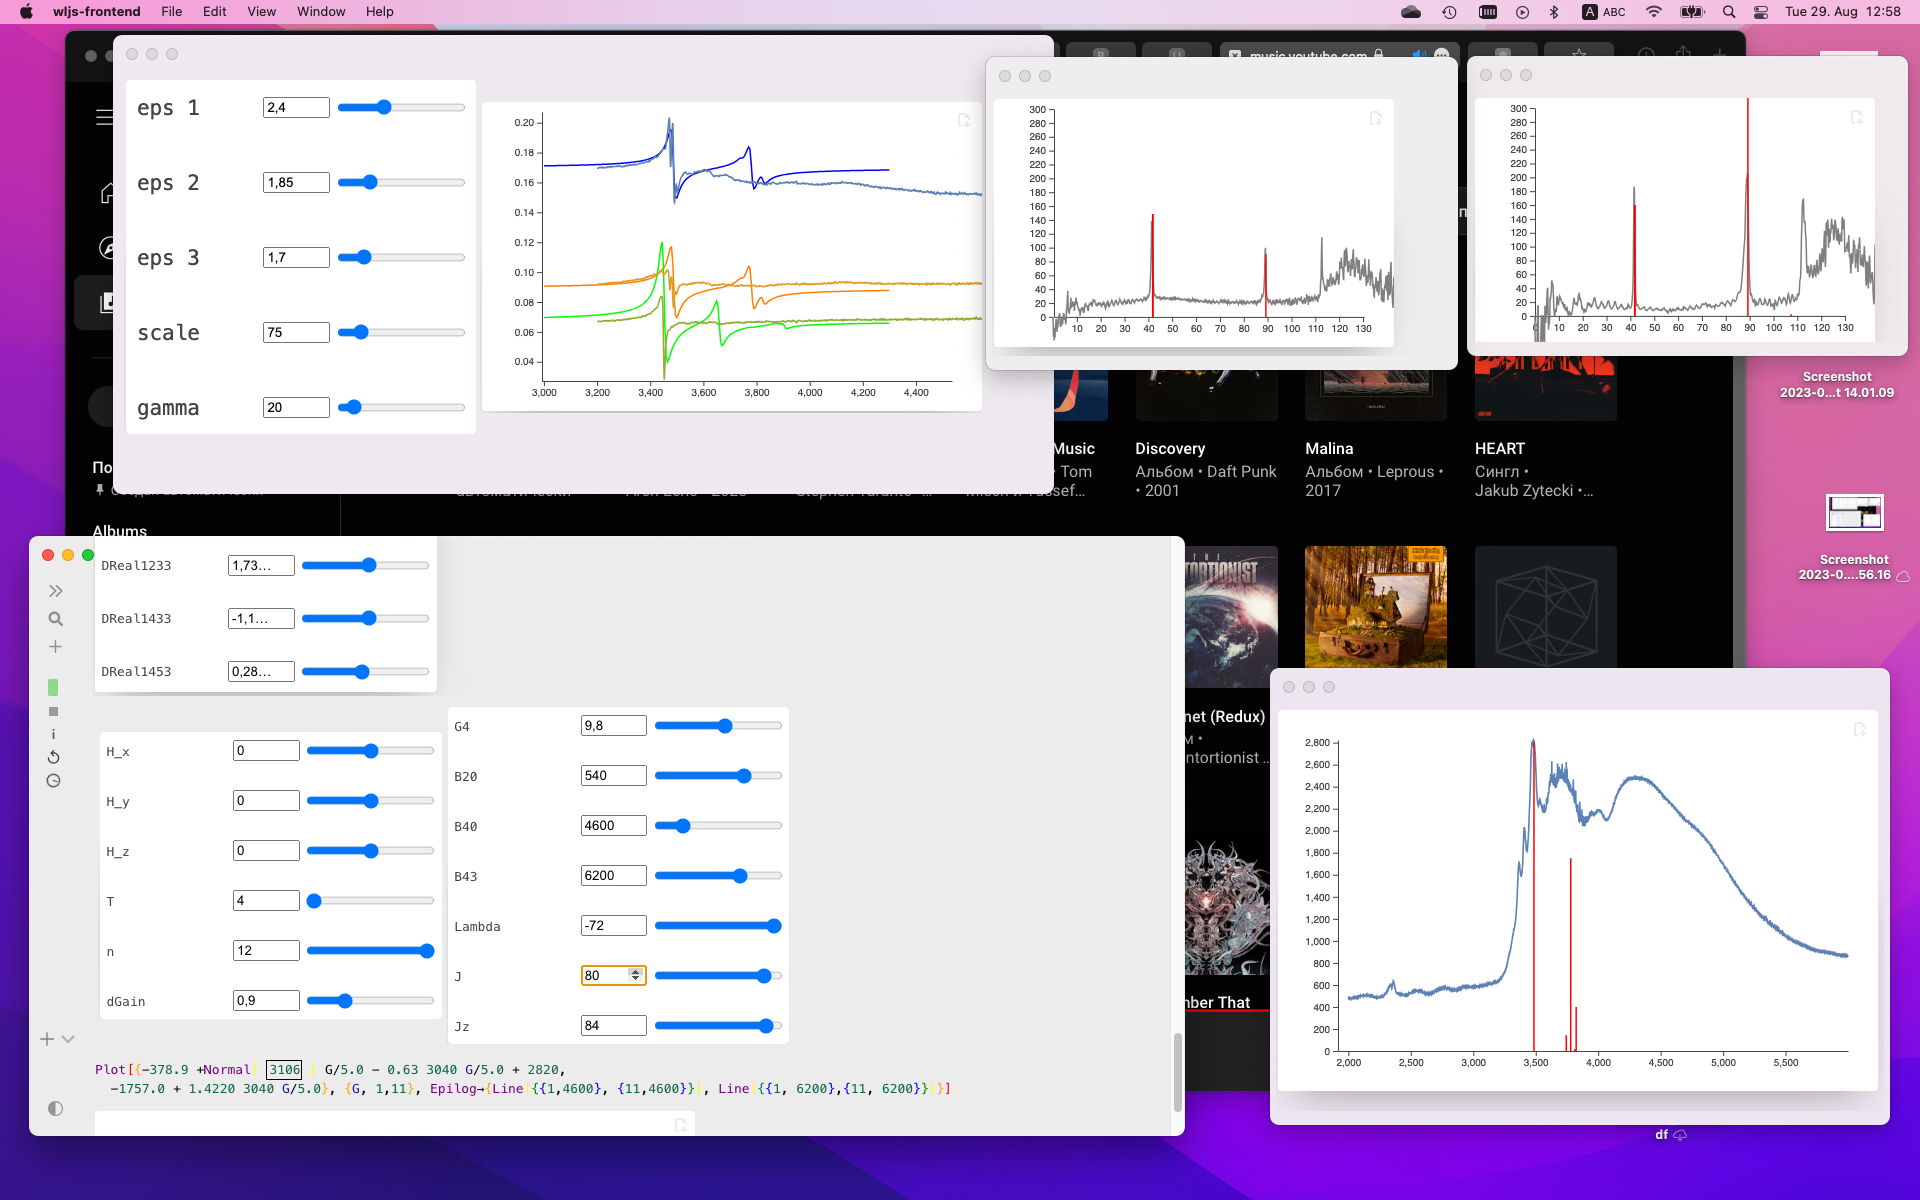 wljs-frontend File Edit View Window Help
A ABC Tue 29. Aug 12:58
music.youtube.com
eps 1 2,4
eps 2 1,85
eps 3 1,7
scale 75
gamma 20
0.20
0.18
0.16
0.14
0.12
0.10
0.08
0.06
0.04
3,000 3,200 3,400 3,600 3,800 4,000 4,200 4,400
300
280
260
240
220
200
180
160
140
120
100
80
60
40
20
0
10 20 30 40 50 60 70 80 90 100 110 120 130
300
280
260
240
220
200
180
160
140
120
100
80
60
40
20
0
0 10 20 30 40 50 60 70 80 90 100 110 120 130
Screenshot
2023-0...t 14.01.09
Screenshot
2023-0....56.16
Music
Tom
Discovery
Альбом • Daft Punk
• 2001
Malina
Альбом • Leprous •
2017
HEART
Сингл •
Jakub Zytecki •...
По
Albums
DReal1233 1,73...
DReal1433 -1,1...
DReal1453 0,28...
H_x 0
H_y 0
H_z 0
T 4
n 12
dGain 0,9
G4 9,8
B20 540
B40 4600
B43 6200
Lambda -72
J 80
Jz 84
Plot[{-378.9 +Normal[ 3106 ] G/5.0 - 0.63 3040 G/5.0 + 2820,
-1757.0 + 1.4220 3040 G/5.0}, {G, 1,11}, Epilog→{Line[{{1,4600}, {11,4600}}], Line[{{1, 6200},{11, 6200}}]}]
THE
net (Redux)
ntortionist ...
mber That
2,800
2,600
2,400
2,200
2,000
1,800
1,600
1,400
1,200
1,000
800
600
400
200
0
2,000 2,500 3,000 3,500 4,000 4,500 5,000 5,500
df